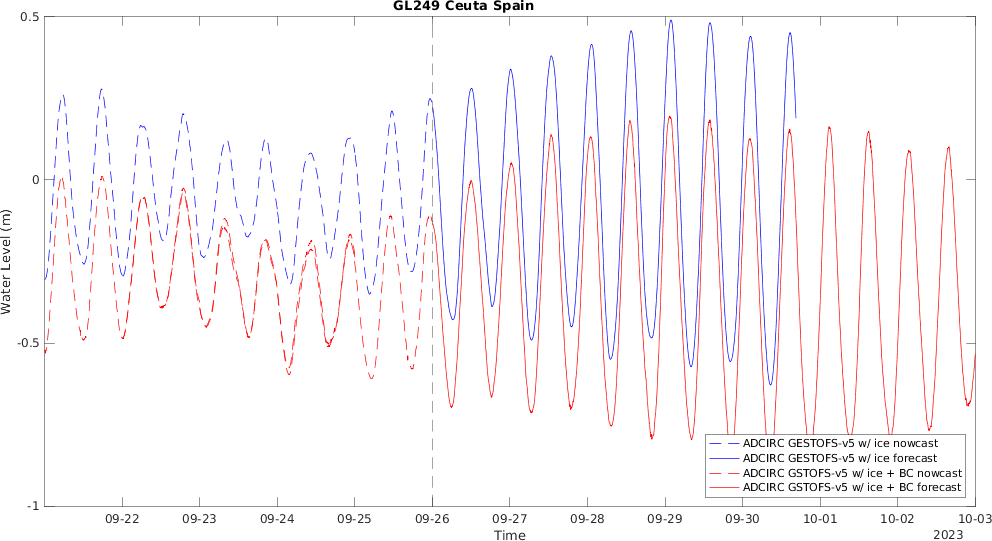 GL249 Ceuta Spain
0.5
0
-0.5
-1
Water Level (m)
ADCIRC GESTOFS-v5 w/ ice nowcast
ADCIRC GESTOFS-v5 w/ ice forecast
ADCIRC GSTOFS-v5 w/ ice + BC nowcast
ADCIRC GSTOFS-v5 w/ ice + BC forecast
09-22 09-23 09-24 09-25 09-26 09-27 09-28 09-29 09-30 10-01 10-02 10-03
Time
2023